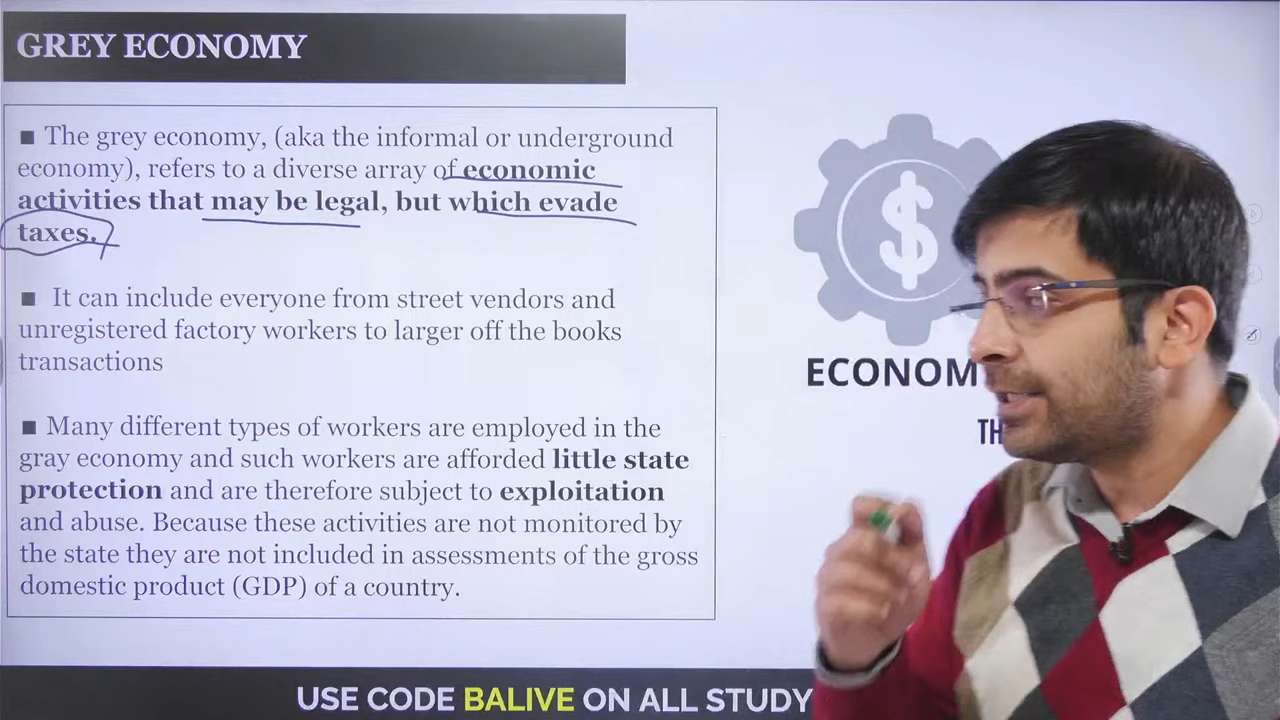 GREY ECONOMY
■ The grey economy, (aka the informal or underground
economy), refers to a diverse array of economic
activities that may be legal, but which evade
taxes.
■ It can include everyone from street vendors and
unregistered factory workers to larger off the books
transactions
■ Many different types of workers are employed in the
gray economy and such workers are afforded little state
protection and are therefore subject to exploitation
and abuse. Because these activities are not monitored by
the state they are not included in assessments of the gross
domestic product (GDP) of a country.
$
ECONOM
TH
USE CODE BALIVE ON ALL STUDY